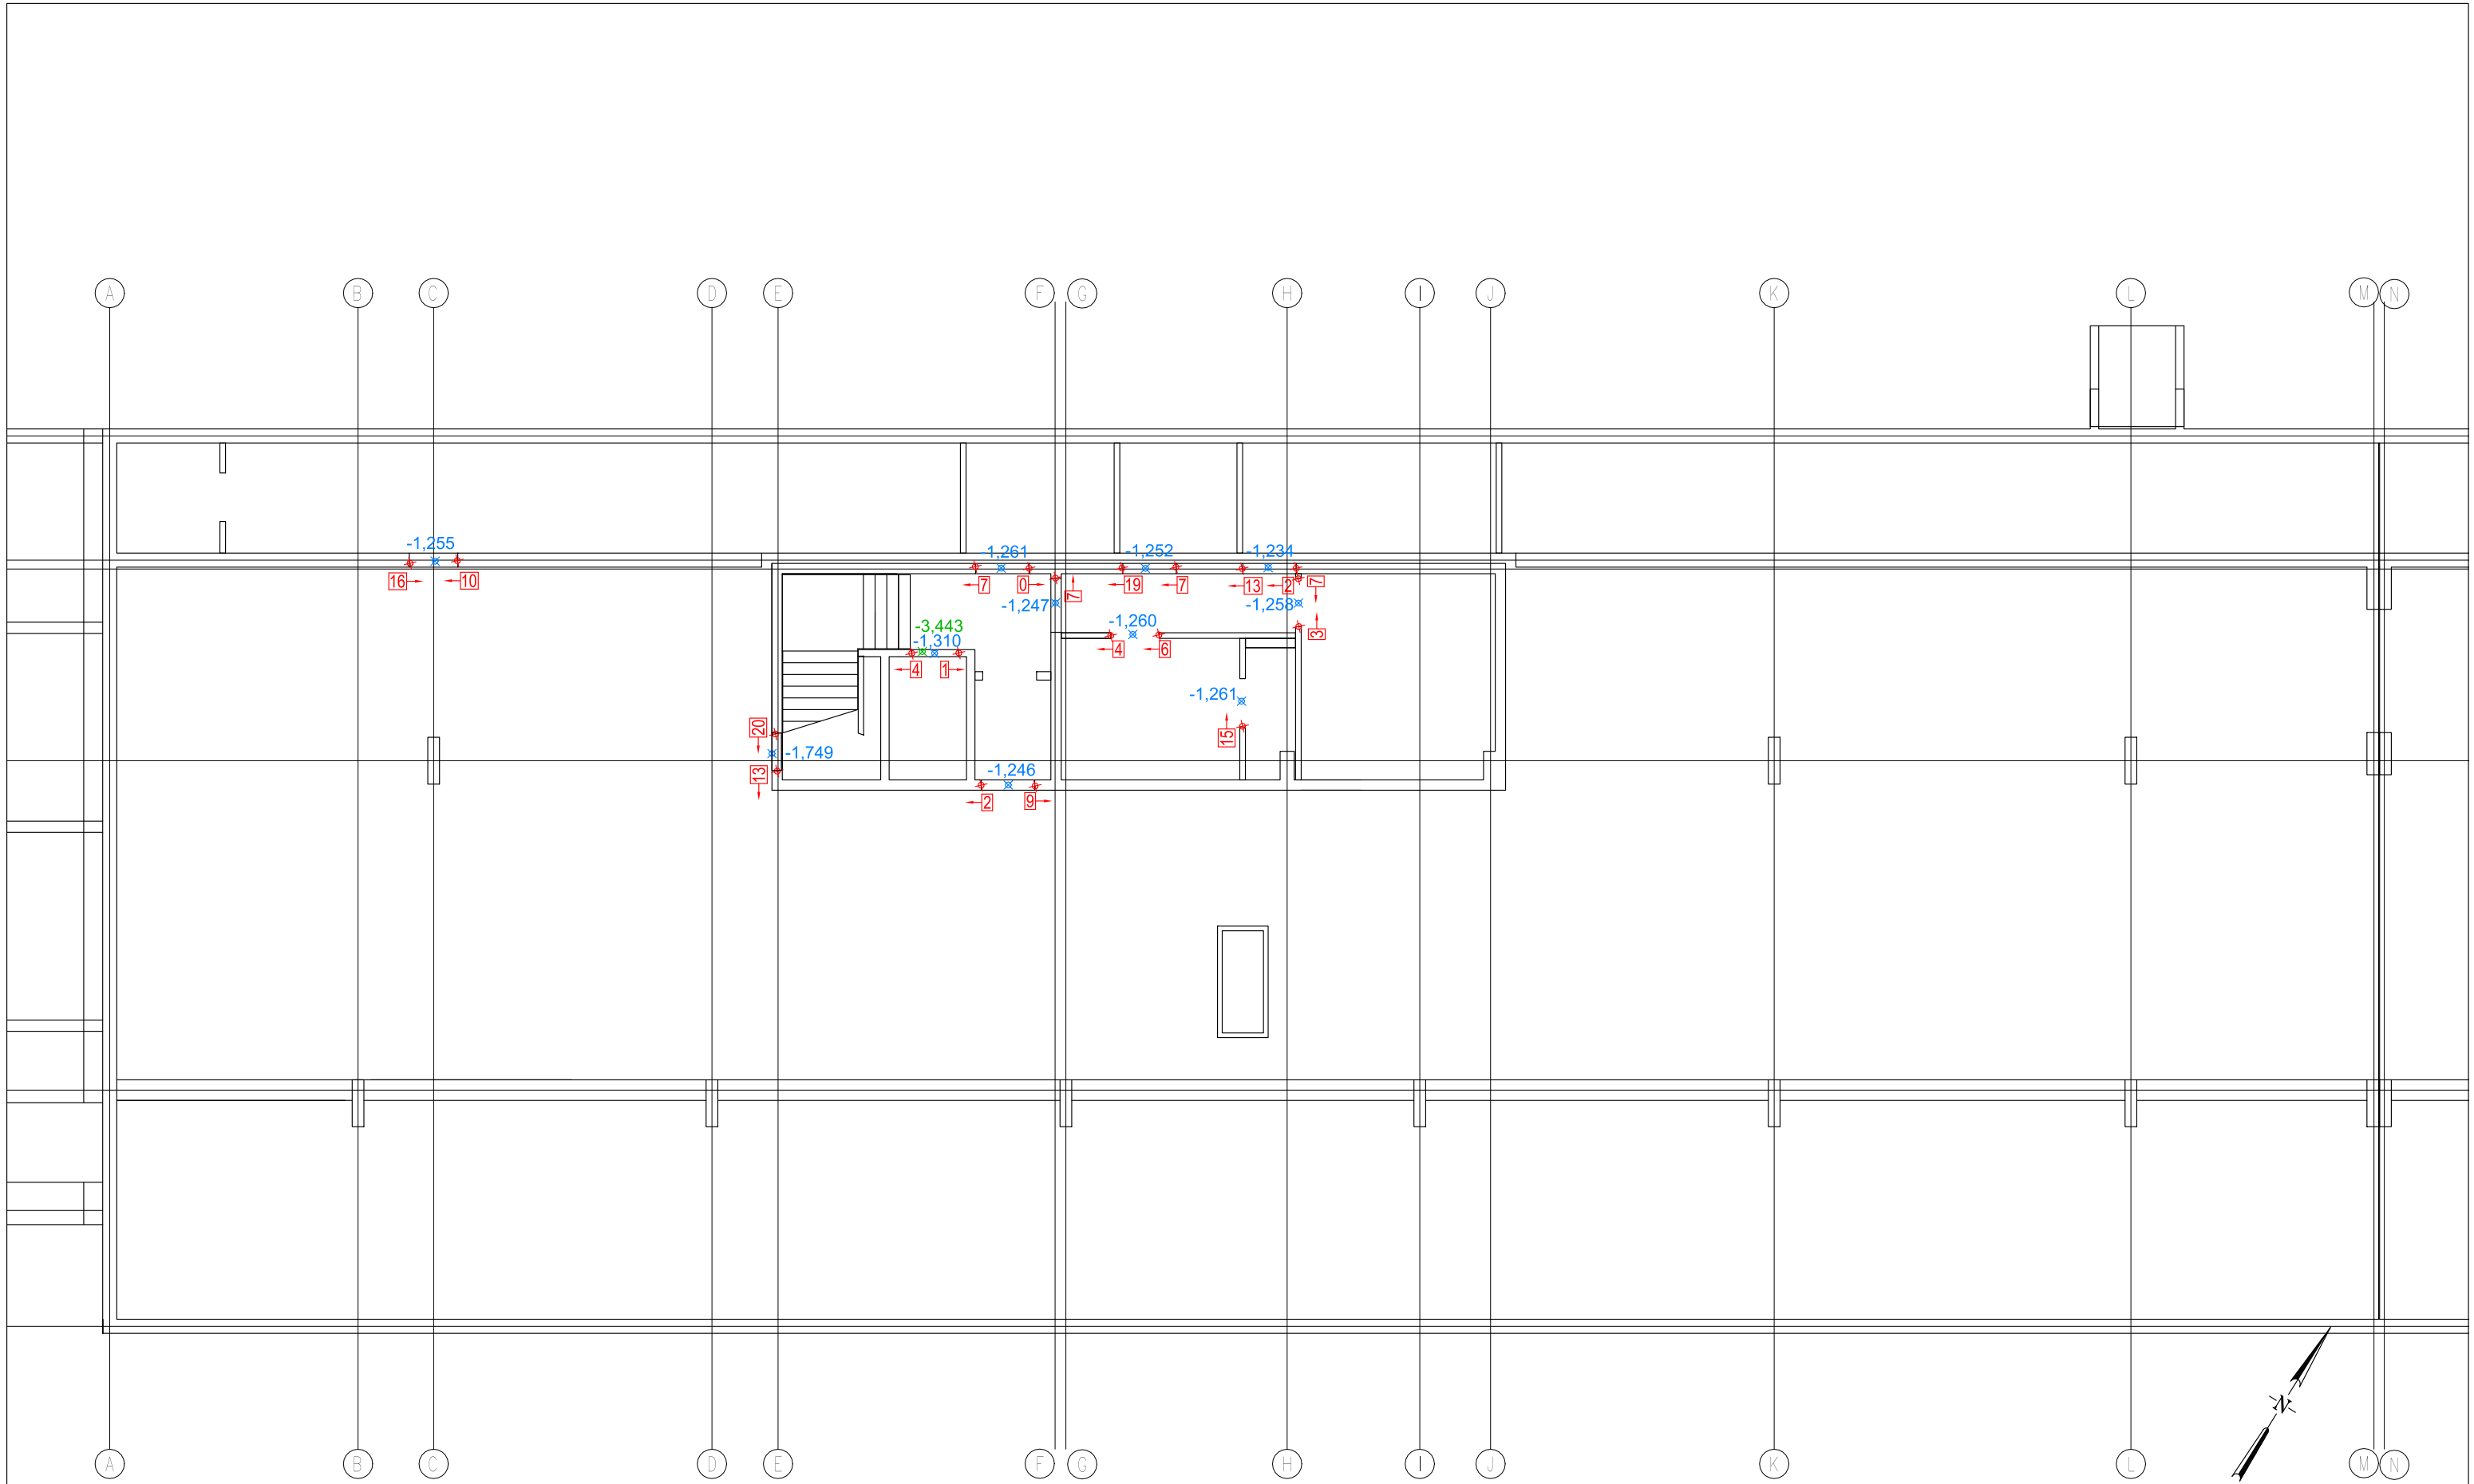 A B C D E F G H I J K L M N
-1,255
16 10
-1,261 -1,252 -1,234
7 0 7 19 7 13 2 7
-1,247 -1,258
-3,443 -1,260
-1,310 3
4 1 4 6
-1,261
20 15
-1,749
13 -1,246
2 9
N
A B C D E F G H I J K L M N